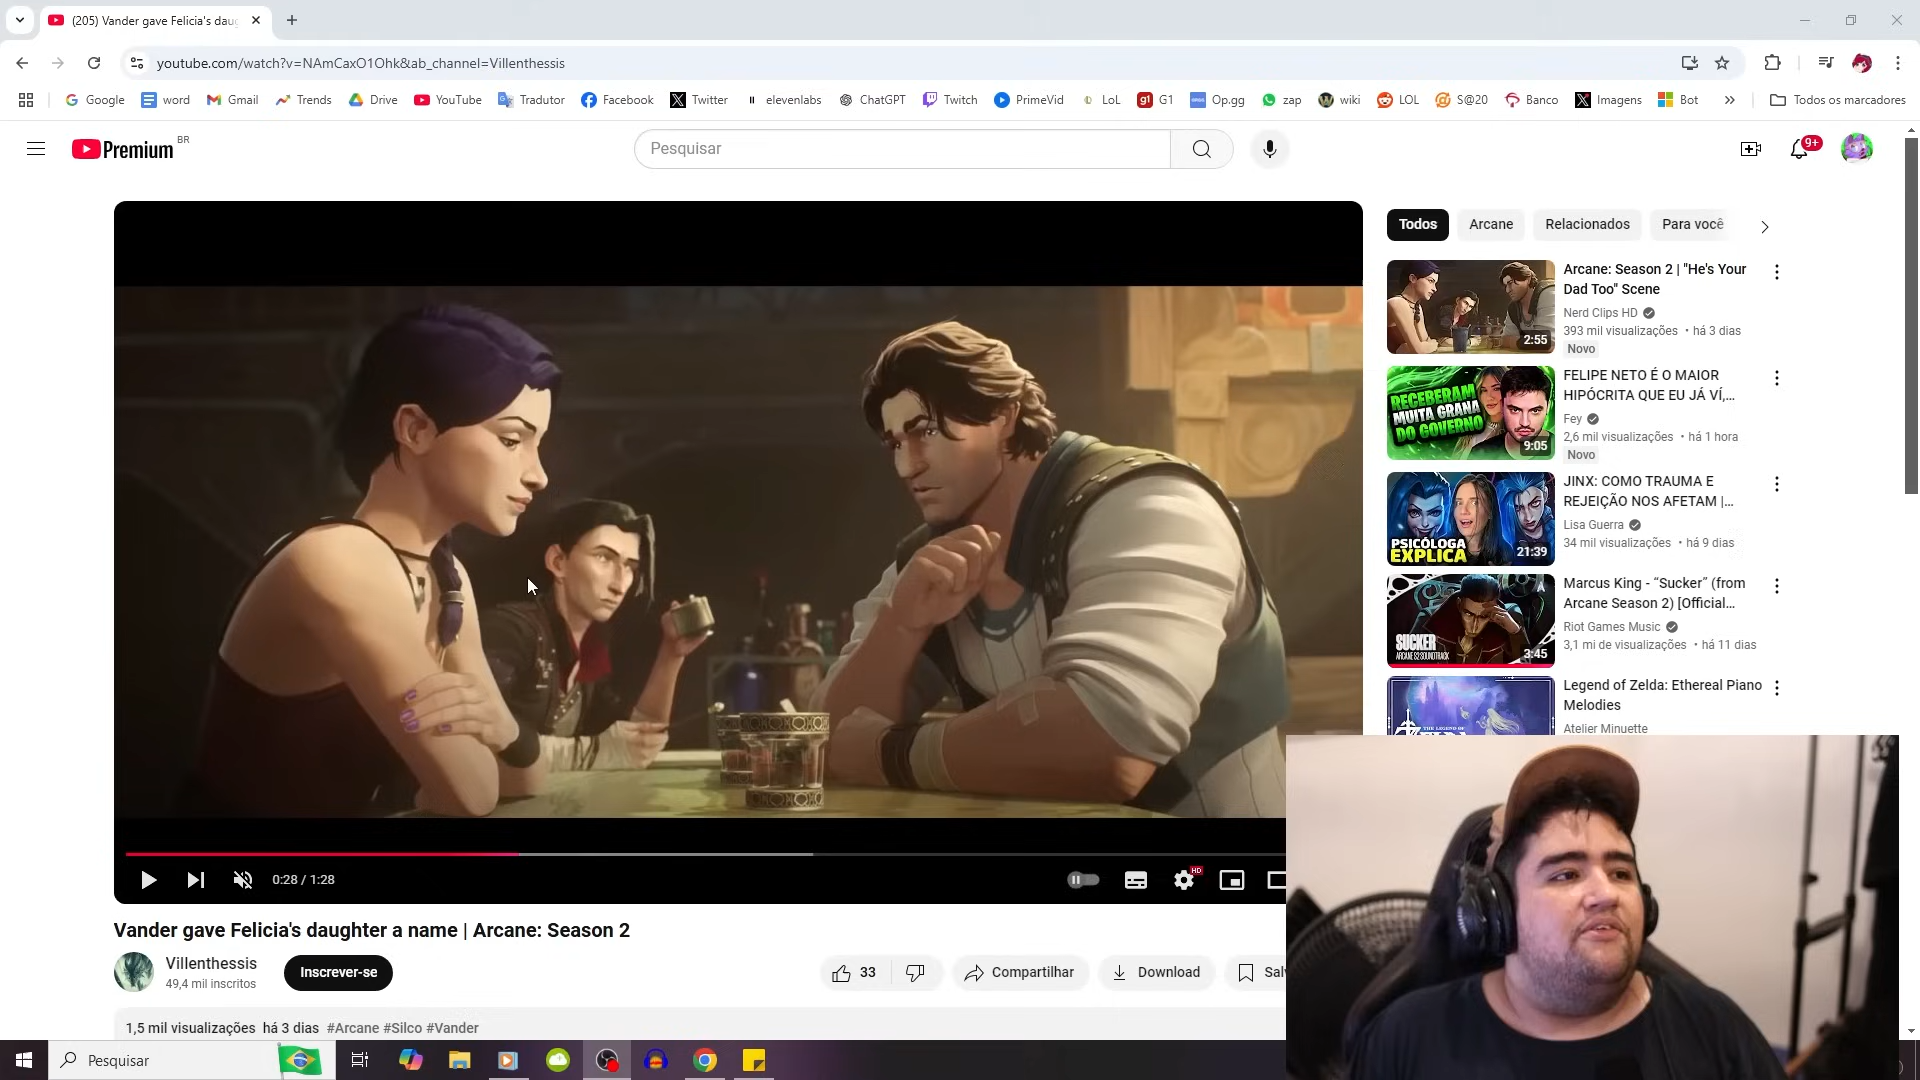 (205) Vander gave Felicia's daug
youtube.com/watch?v=NAmCaxO1Ohk&ab_channel=Villenthessis
Google
word
Gmail
Trends
Drive
YouTube
Tradutor
Facebook
Twitter
elevenlabs
ChatGPT
Twitch
PrimeVid
LoL
G1
Op.gg
zap
wiki
LOL
S@20
Banco
Imagens
Bot
Todos os marcadores
Premium BR
Pesquisar
9+
Todos
Arcane
Relacionados
Para você
Arcane: Season 2 | "He's Your
Dad Too" Scene
Nerd Clips HD
393 mil visualizações • há 3 dias
Novo
2:55
RECEBERAM
MUITA GRANA
DO GOVERNO
9:05
FELIPE NETO É O MAIOR
HIPÓCRITA QUE EU JÁ VÍ,...
Fey
2,6 mil visualizações • há 1 hora
Novo
PSICÓLOGA
EXPLICA
21:39
JINX: COMO TRAUMA E
REJEIÇÃO NOS AFETAM |...
Lisa Guerra
34 mil visualizações • há 9 dias
SUCKER
ARCANE S2 SOUNDTRACK
3:45
Marcus King - “Sucker” (from
Arcane Season 2) [Official...
Riot Games Music
3,1 mi de visualizações • há 11 dias
Legend of Zelda: Ethereal Piano
Melodies
Atelier Minuette
0:28 / 1:28
HD
Vander gave Felicia's daughter a name | Arcane: Season 2
Villenthessis
49,4 mil inscritos
Inscrever-se
33
Compartilhar
Download
Sal
1,5 mil visualizações há 3 dias #Arcane #Silco #Vander
Pesquisar